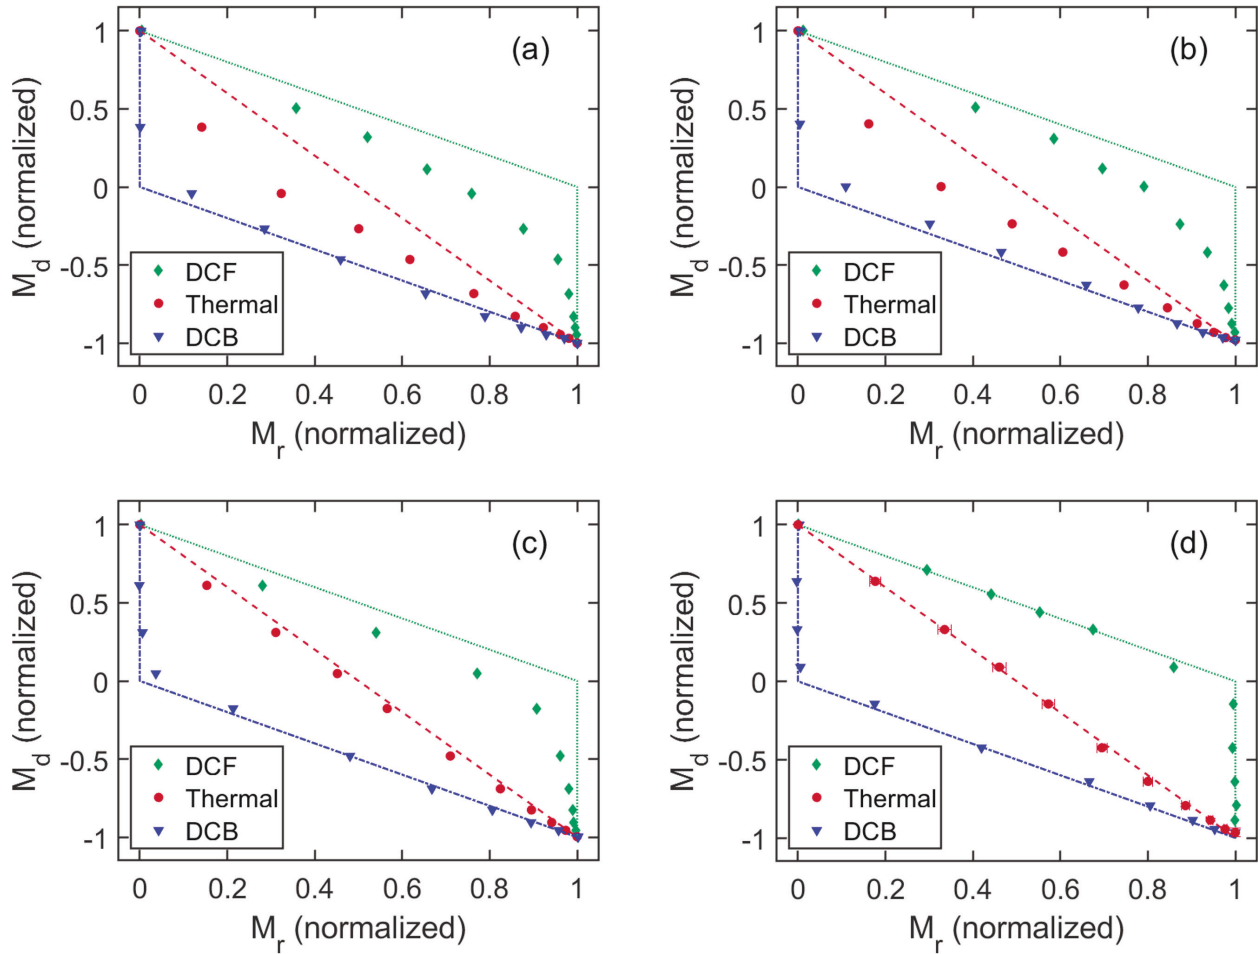 (a)
M_d (normalized)
1
0.5
0
-0.5
-1
DCF
Thermal
DCB
0 0.2 0.4 0.6 0.8 1
M_r (normalized)
(b)
M_d (normalized)
1
0.5
0
-0.5
-1
DCF
Thermal
DCB
0 0.2 0.4 0.6 0.8 1
M_r (normalized)
(c)
M_d (normalized)
1
0.5
0
-0.5
-1
DCF
Thermal
DCB
0 0.2 0.4 0.6 0.8 1
M_r (normalized)
(d)
M_d (normalized)
1
0.5
0
-0.5
-1
DCF
Thermal
DCB
0 0.2 0.4 0.6 0.8 1
M_r (normalized)